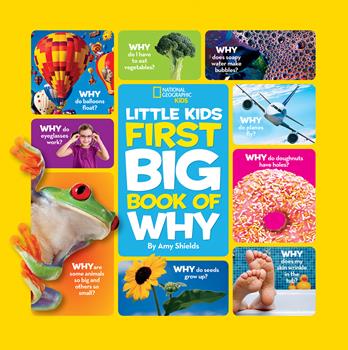 WHY
do I have
to eat
vegetables?
WHY
does soapy
water make
bubbles?
WHY
do balloons
float?
NATIONAL
GEOGRAPHIC
KIDS
LITTLE KIDS
FIRST
BIG
BOOK OF
WHY
By Amy Shields
WHY
do planes
fly?
WHY do
eyeglasses
work?
WHY do doughnuts
have holes?
WHY are
some animals
so big and
others so
small?
WHY do seeds
grow up?
WHY
does my
skin wrinkle
in the
tub?